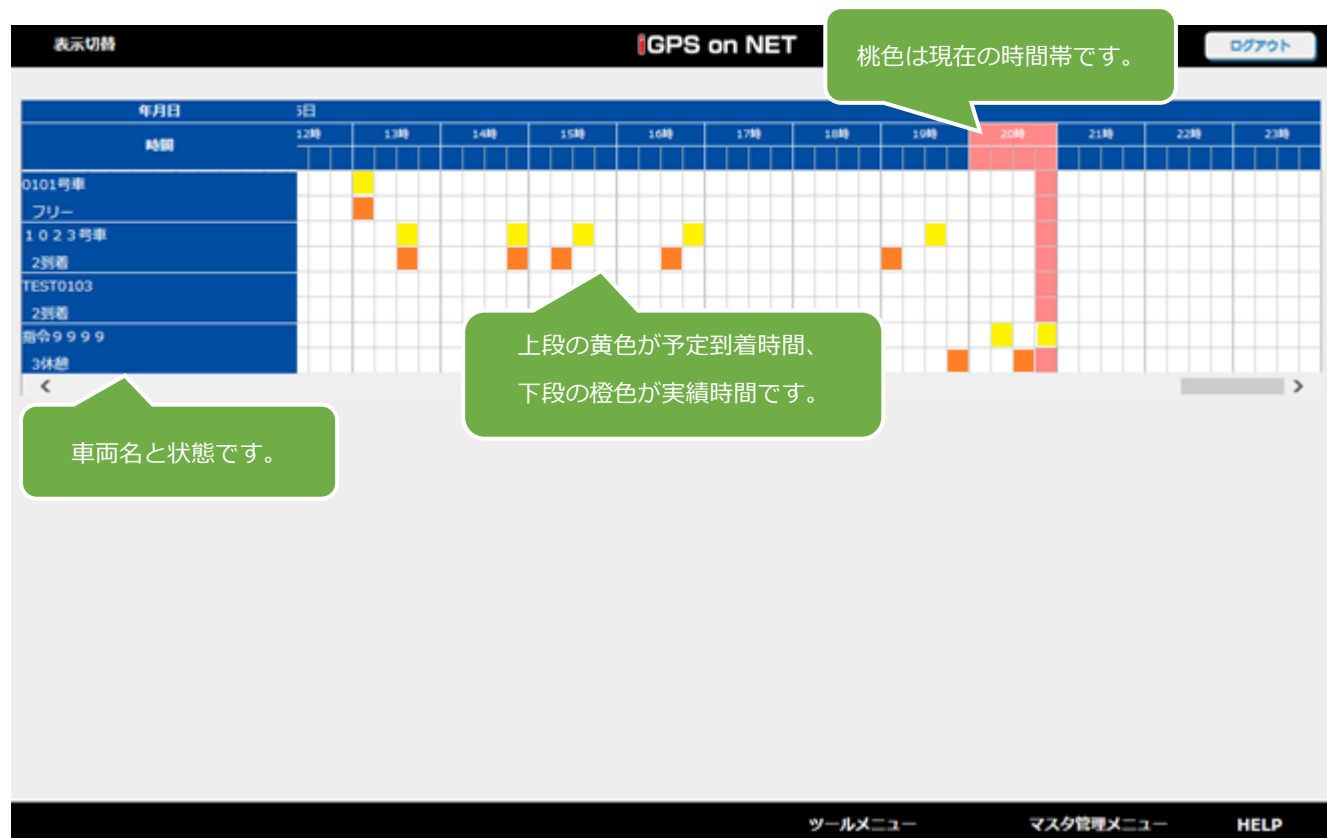 表示切替
iGPS on NET
桃色は現在の時間帯です。
ログアウト
年月日
5日
時間
12時 13時 14時 15時 16時 17時 18時 19時 20時 21時 22時 23時
0101号車
フリー
1023号車
2到着
TEST0103
2到着
指令9999
3休憩
上段の黄色が予定到着時間、
下段の橙色が実績時間です。
車両名と状態です。
ツールメニュー
マスタ管理メニュー
HELP